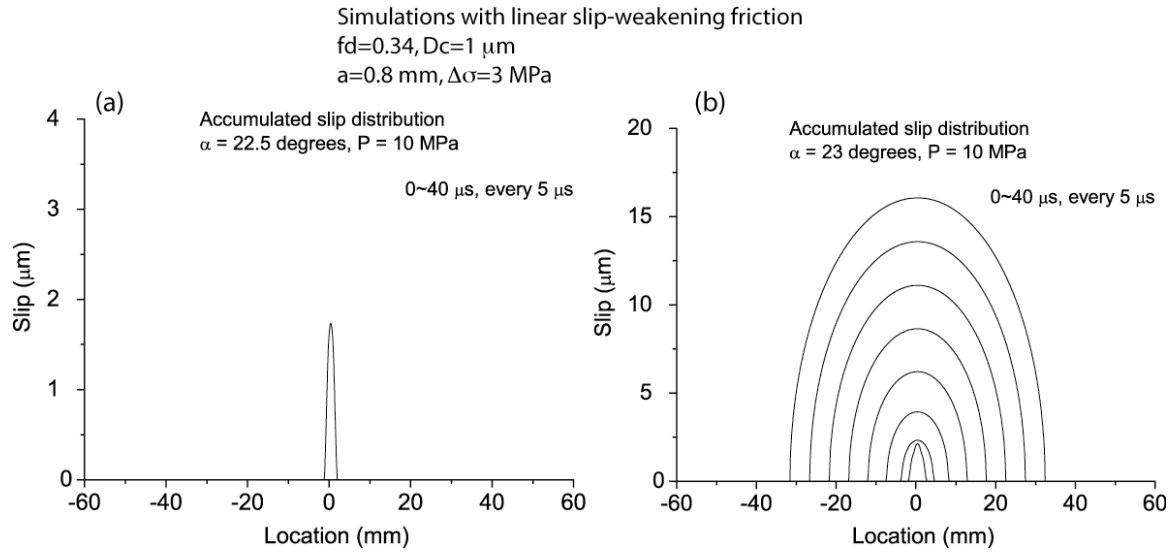 Simulations with linear slip-weakening friction
fd=0.34, Dc=1 μm
a=0.8 mm, Δσ=3 MPa
(a)
Accumulated slip distribution
α = 22.5 degrees, P = 10 MPa
0~40 μs, every 5 μs
Slip (μm)
4
3
2
1
0
-60
-40
-20
0
20
40
60
Location (mm)
(b)
Accumulated slip distribution
α = 23 degrees, P = 10 MPa
0~40 μs, every 5 μs
Slip (μm)
20
15
10
5
0
-60
-40
-20
0
20
40
60
Location (mm)